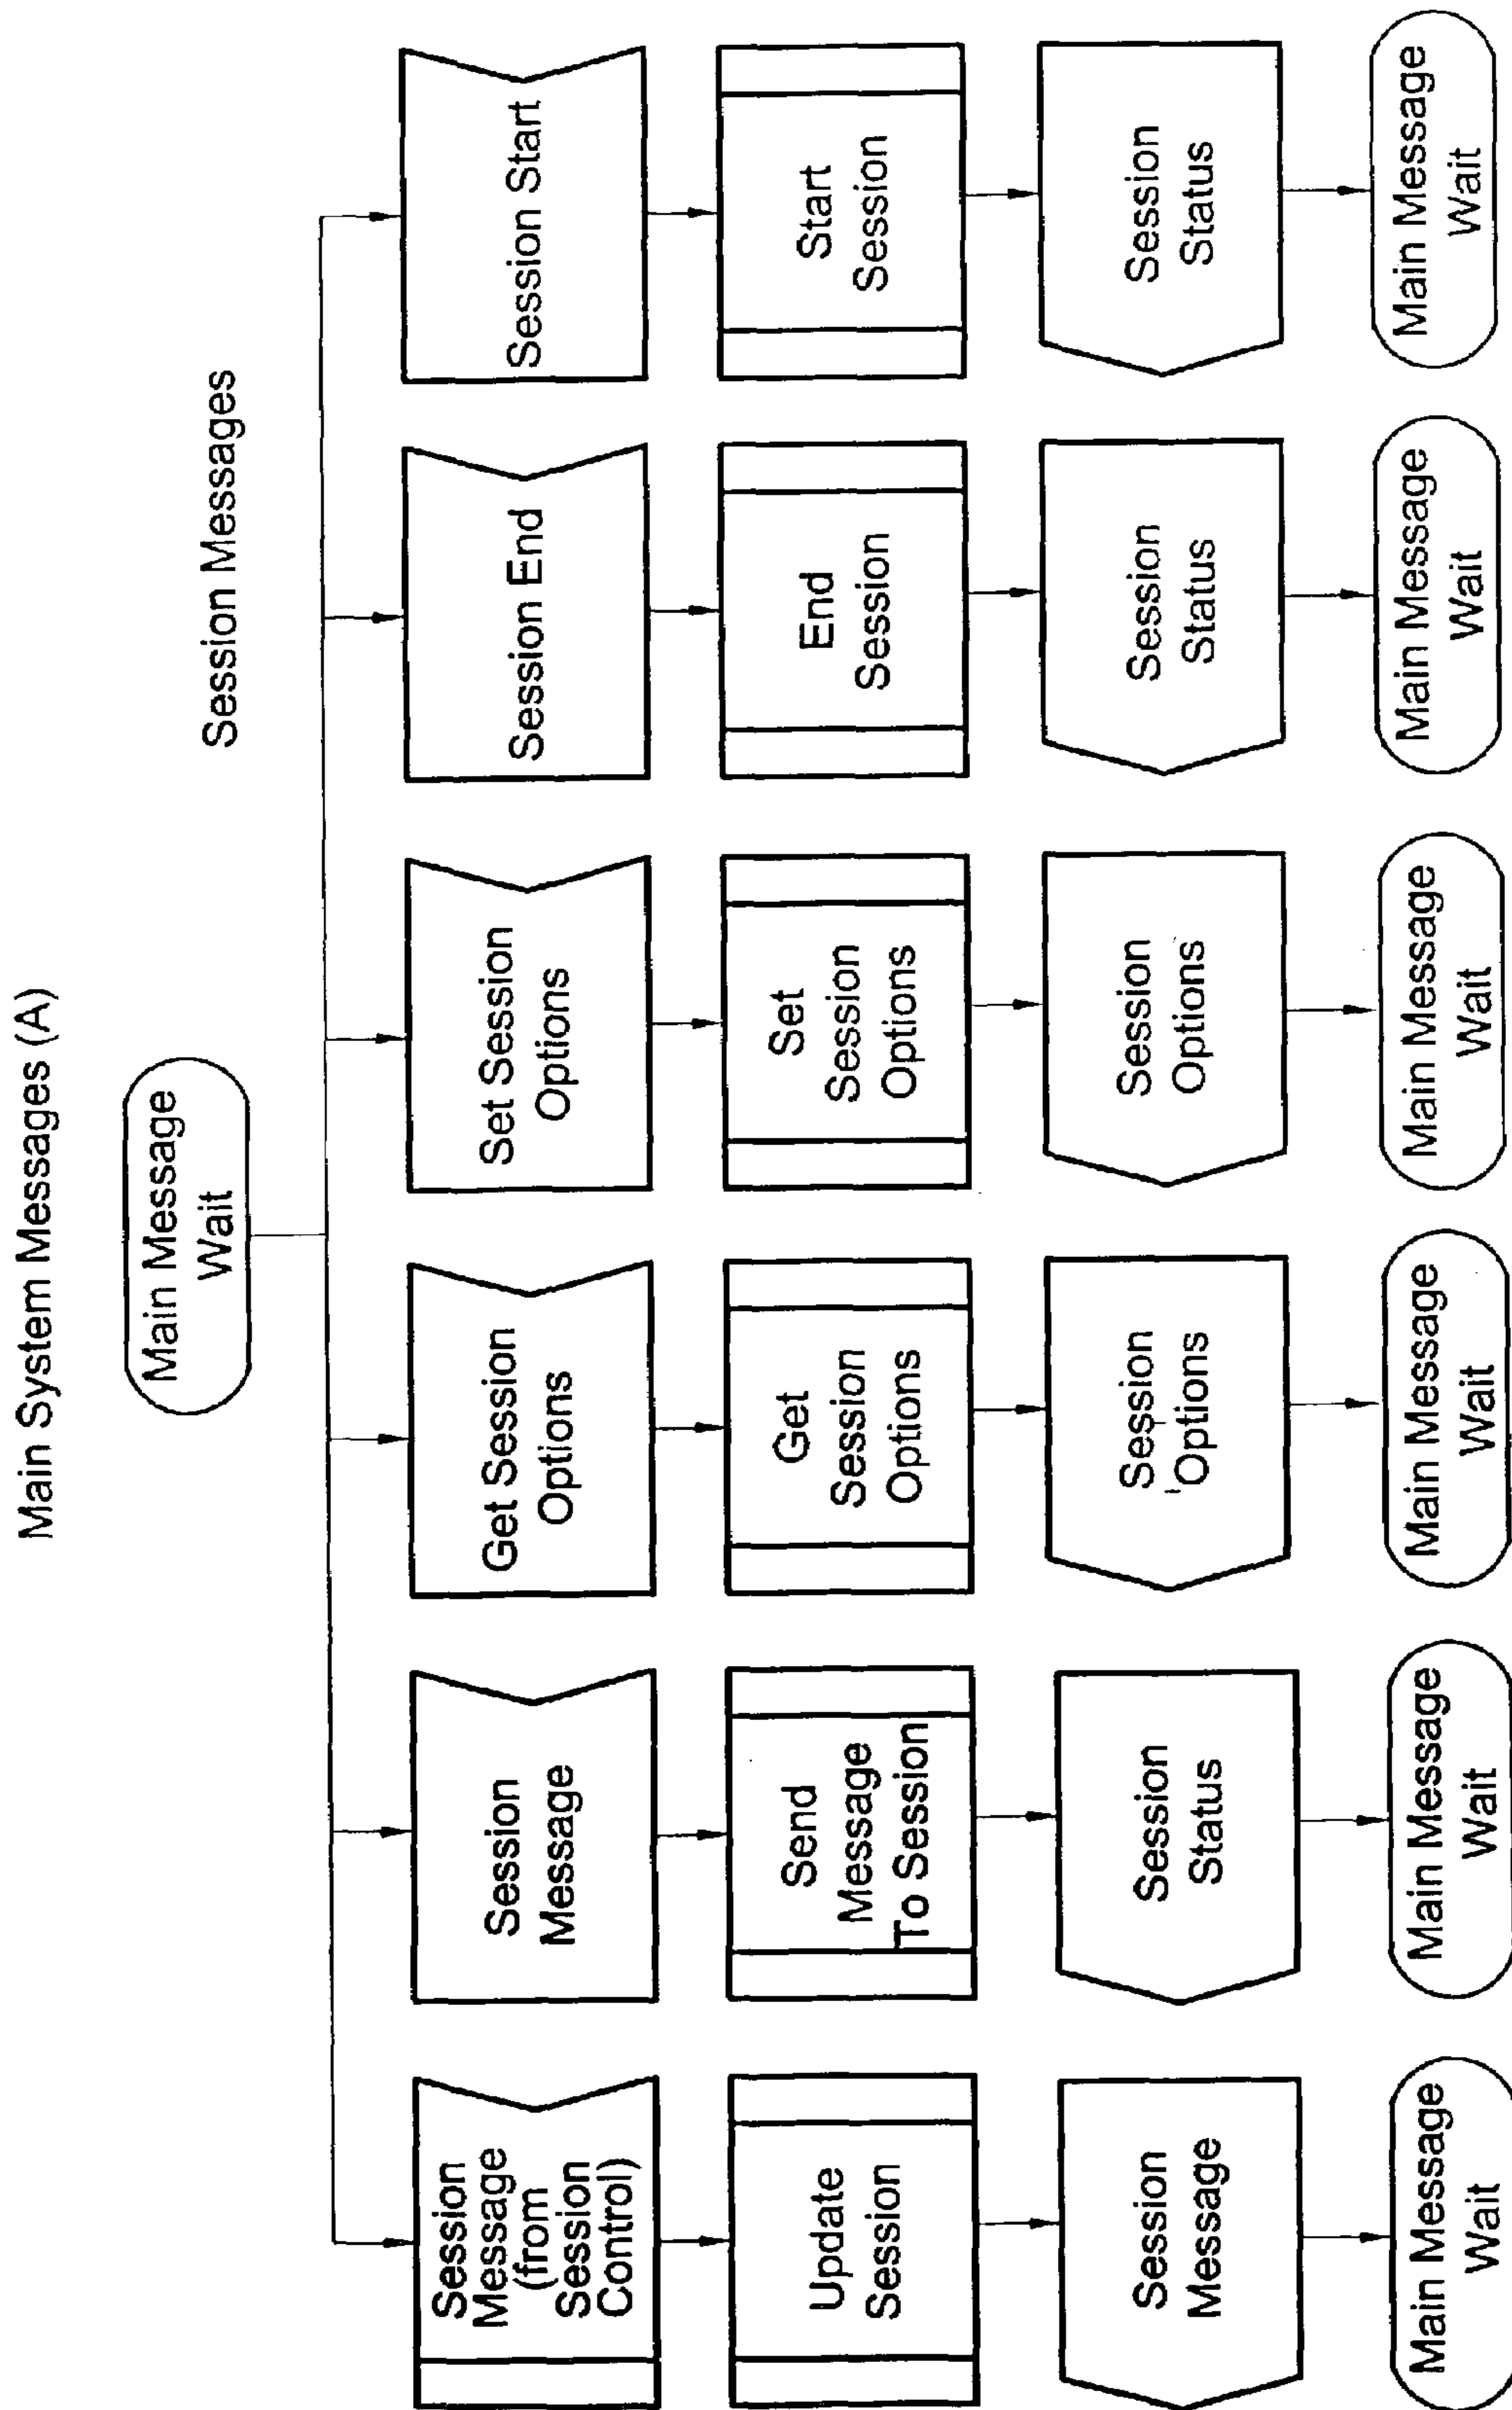 Main System Messages (A)
Main Message
Wait
Session Messages
Session
Message
(from
Session
Control)
Session
Message
Get Session
Options
Set Session
Options
Session End
Session Start
Update
Session
Send
Message
To Session
Get
Session
Options
Set
Session
Options
End
Session
Start
Session
Session
Message
Session
Status
Session
Options
Session
Options
Session
Status
Session
Status
Main Message
Wait
Main Message
Wait
Main Message
Wait
Main Message
Wait
Main Message
Wait
Main Message
Wait